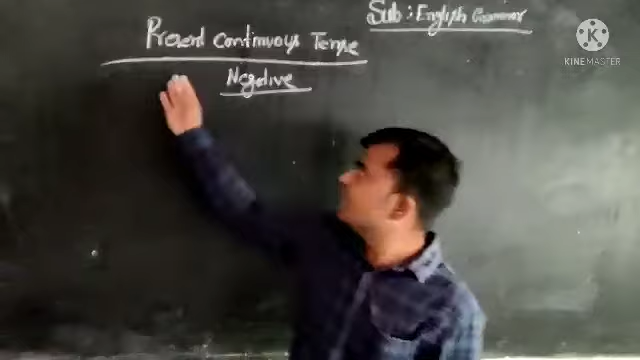 Sub : English Grammar
Present Continuous Tense
Negative
KINEMASTER